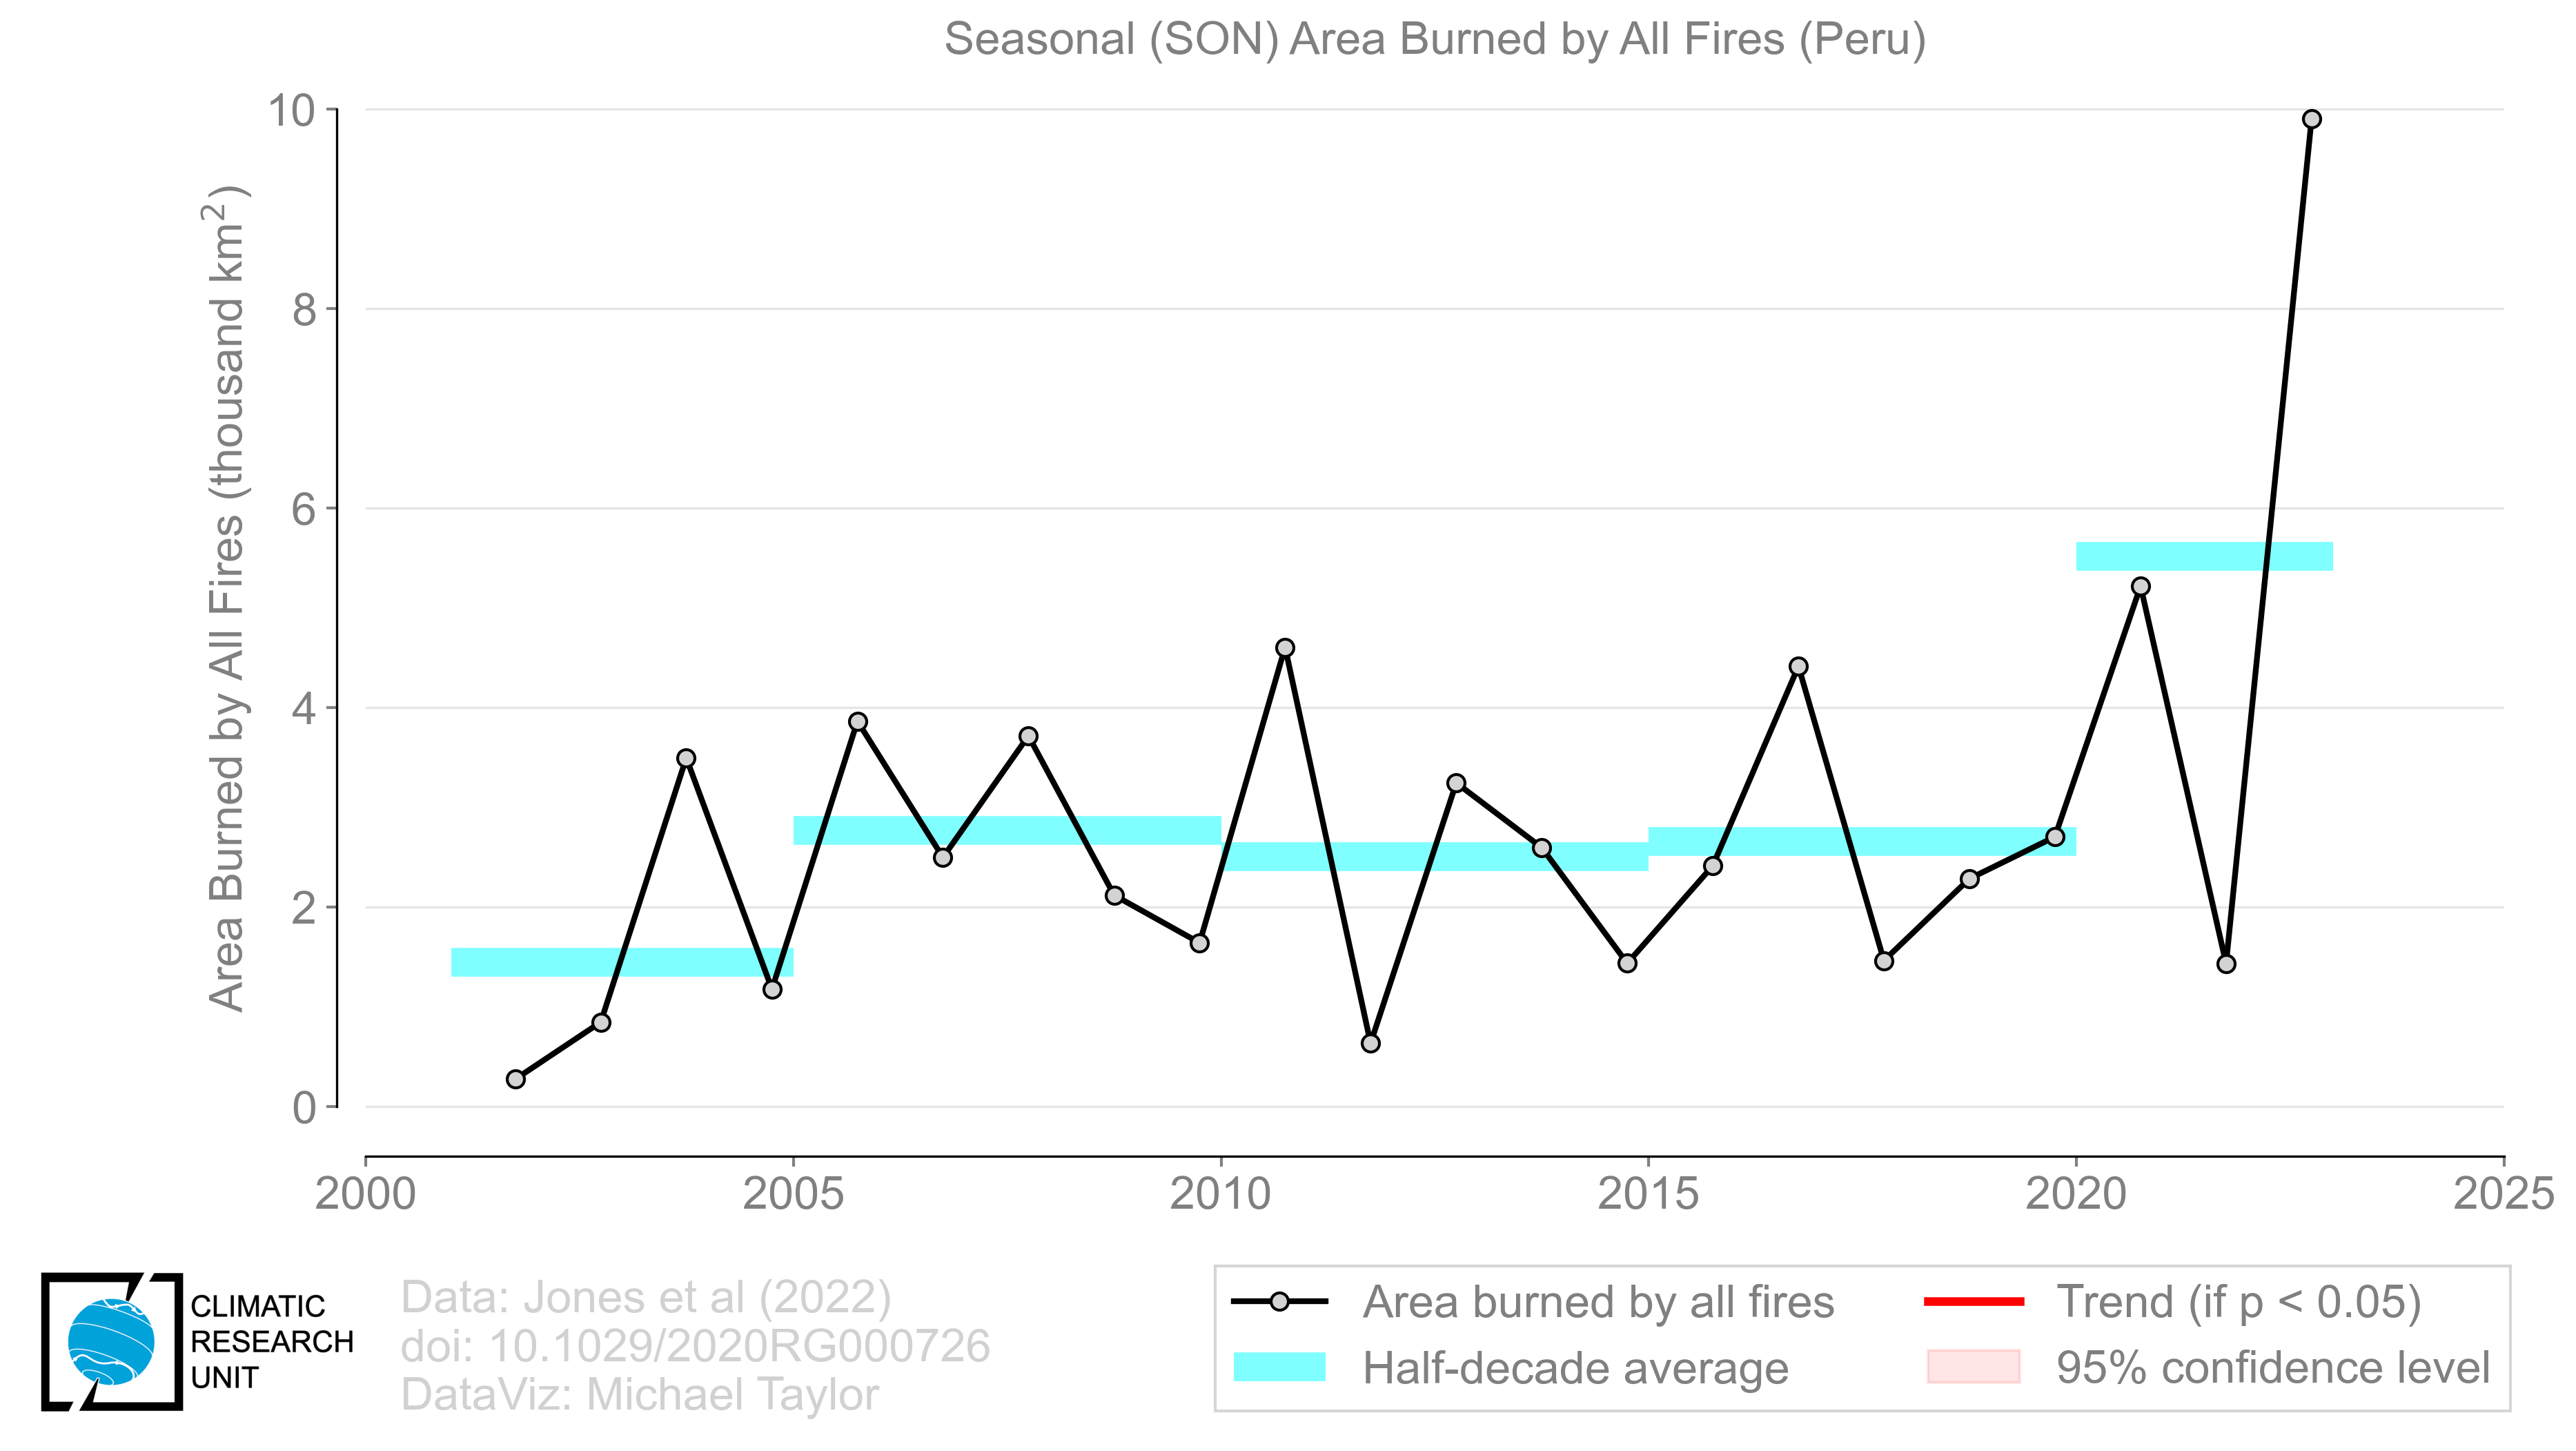 Seasonal (SON) Area Burned by All Fires (Peru)
Area Burned by All Fires (thousand km²)
10
8
6
4
2
0
2000 2005 2010 2015 2020 2025
CLIMATIC
RESEARCH
UNIT
Data: Jones et al (2022)
doi: 10.1029/2020RG000726
DataViz: Michael Taylor
Area burned by all fires
Half-decade average
Trend (if p < 0.05)
95% confidence level